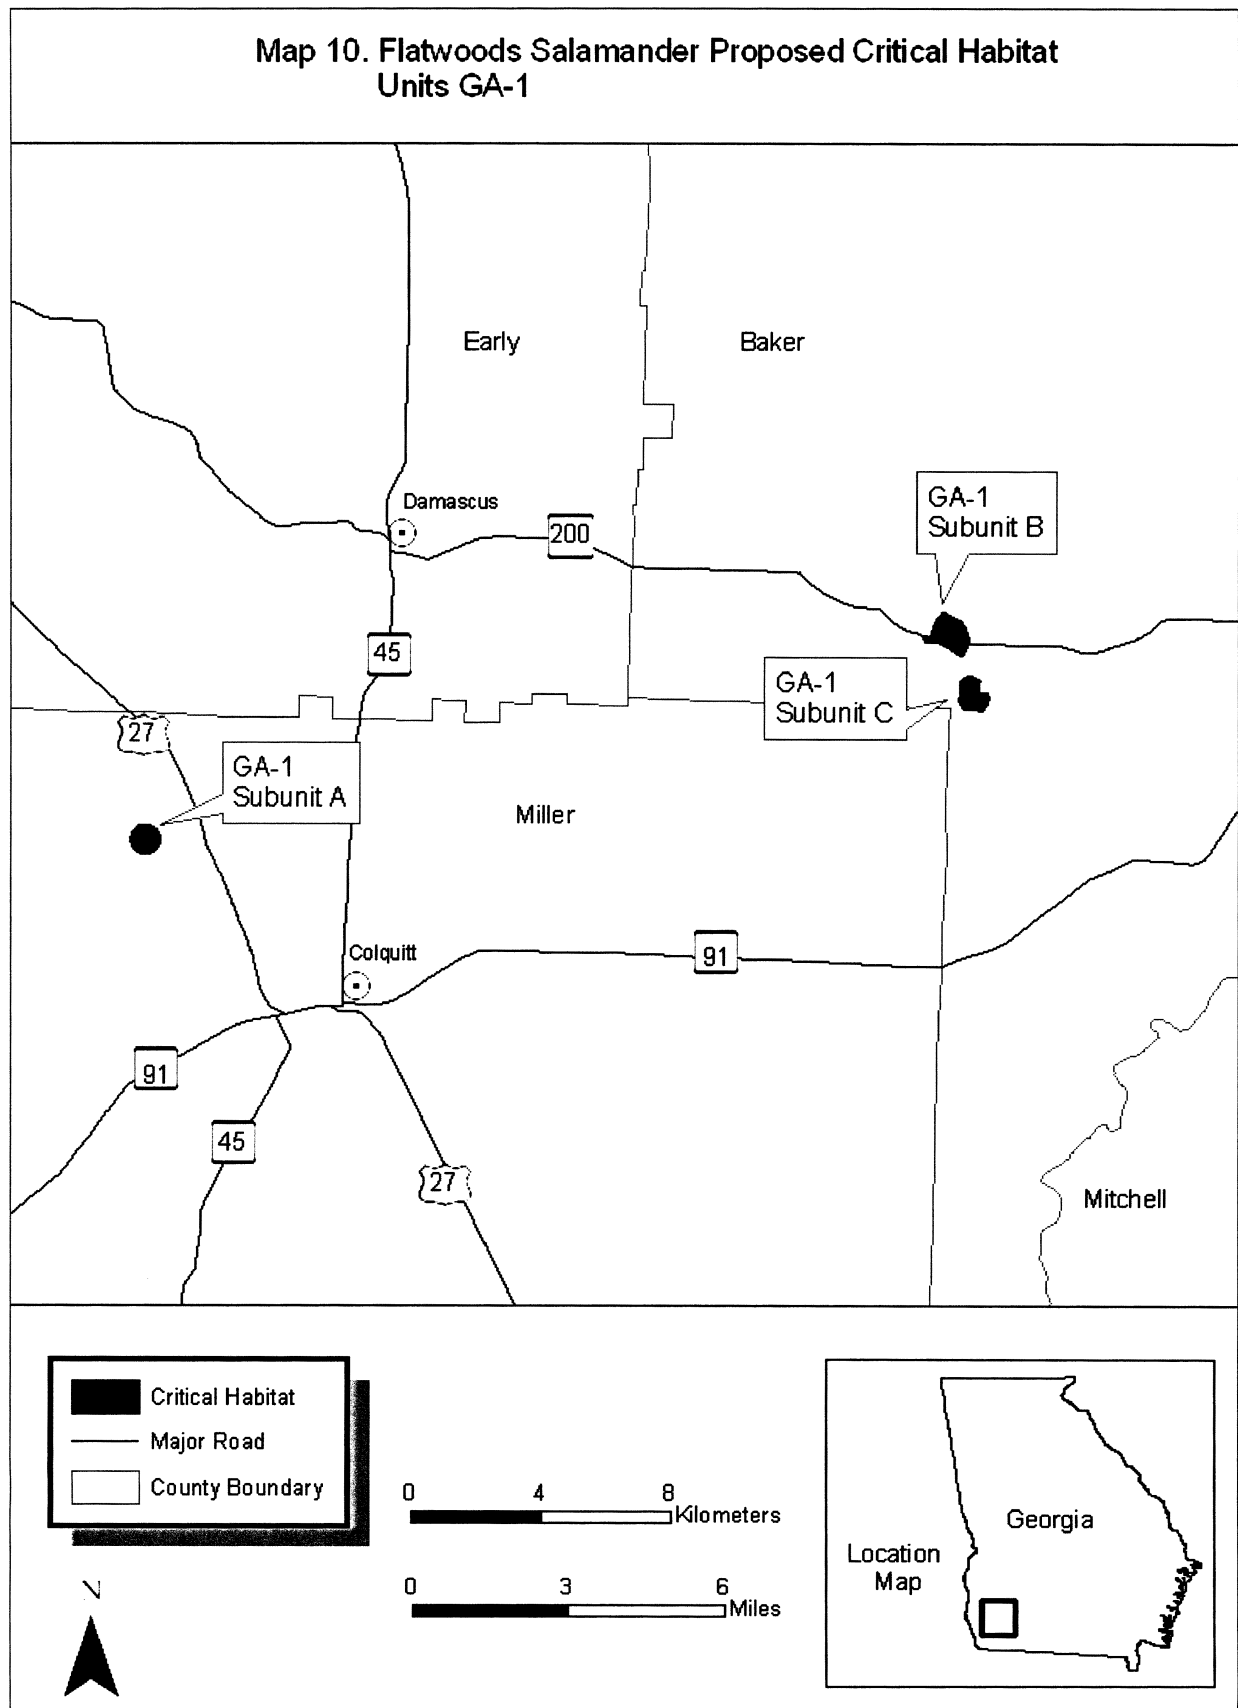 Map 10. Flatwoods Salamander Proposed Critical Habitat
Units GA-1
Early
Baker
Damascus
200
GA-1
Subunit B
45
GA-1
Subunit C
27
GA-1
Subunit A
Miller
Colquitt
91
91
45
27
Mitchell
Critical Habitat
Major Road
County Boundary
0 4 8
Kilometers
0 3 6
Miles
N
Georgia
Location
Map